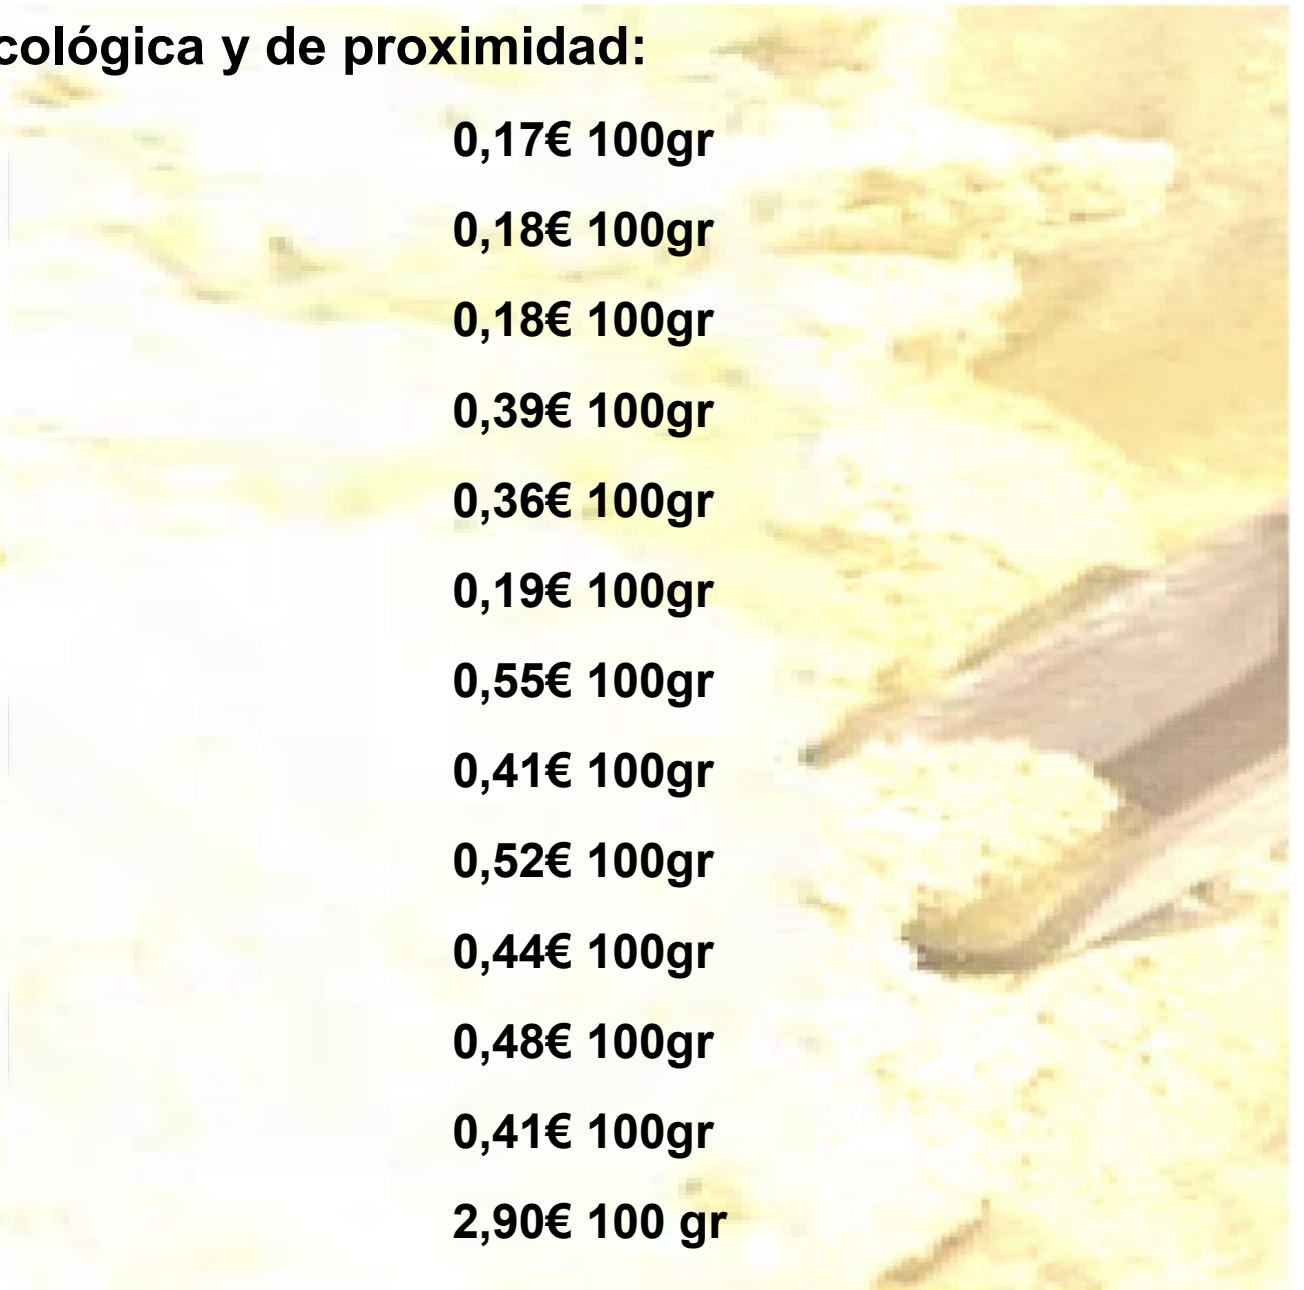 cológica y de proximidad:
0,17€ 100gr
0,18€ 100gr
0,18€ 100gr
0,39€ 100gr
0,36€ 100gr
0,19€ 100gr
0,55€ 100gr
0,41€ 100gr
0,52€ 100gr
0,44€ 100gr
0,48€ 100gr
0,41€ 100gr
2,90€ 100 gr